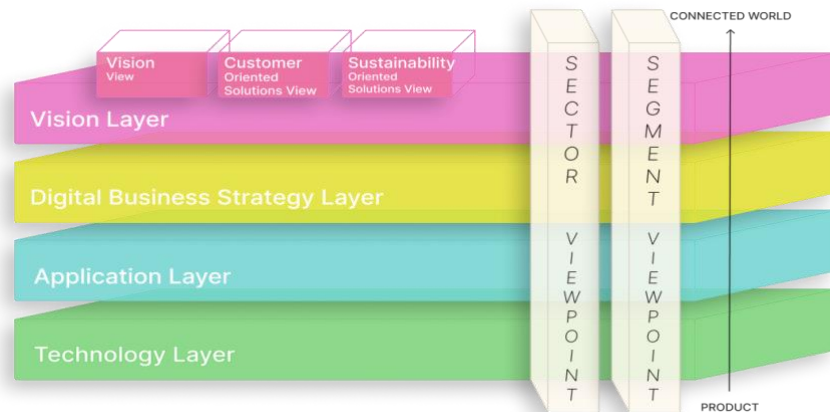 CONNECTED WORLD
Vision
View
Customer
Oriented
Solutions View
Sustainability
Oriented
Solutions View
Vision Layer
Digital Business Strategy Layer
Application Layer
Technology Layer
SECTOR VIEWPOINT
SEGMENT VIEWPOINT
PRODUCT